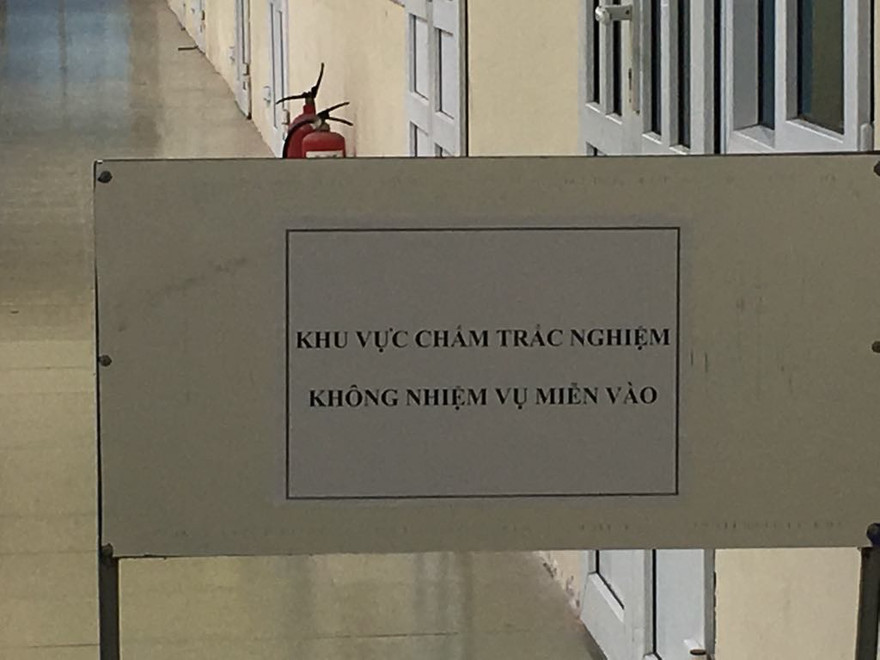 KHU VỰC CHẤM TRẮC NGHIỆM
KHÔNG NHIỆM VỤ MIỄN VÀO